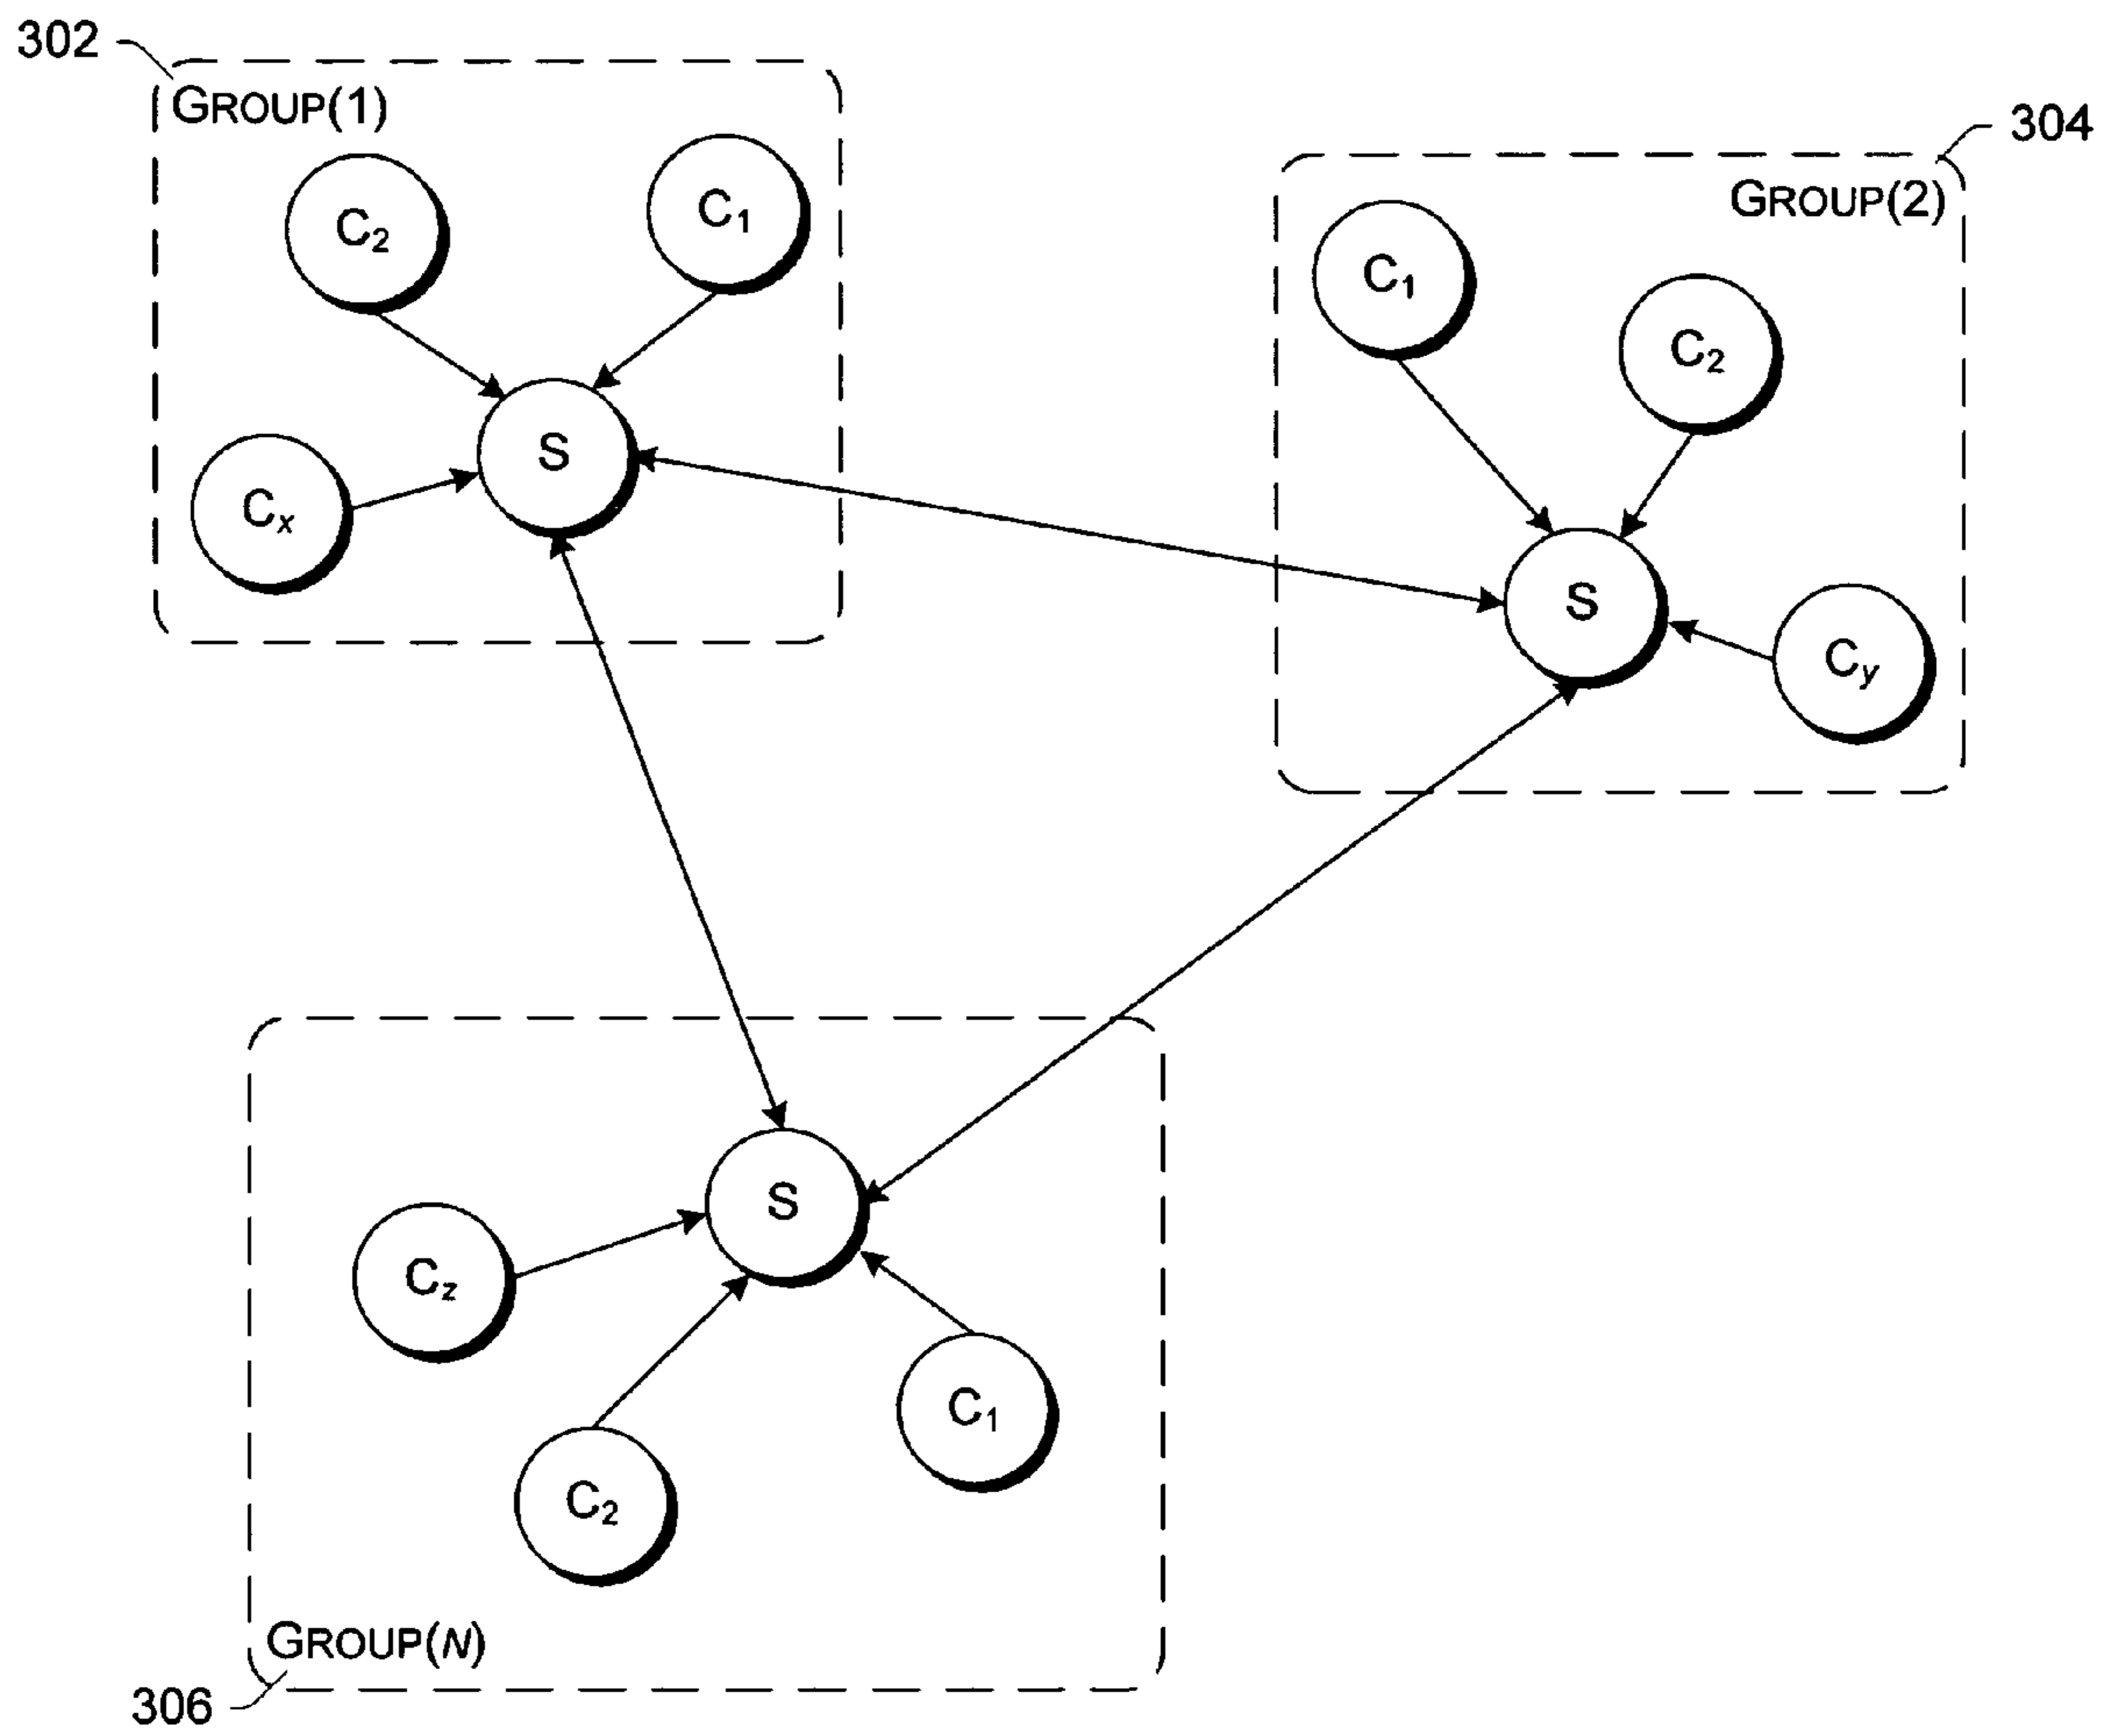 302
GROUP(1)
304
GROUP(2)
C2
C1
C1
C2
S
Cx
S
Cy
S
Cz
C1
C2
GROUP(N)
306